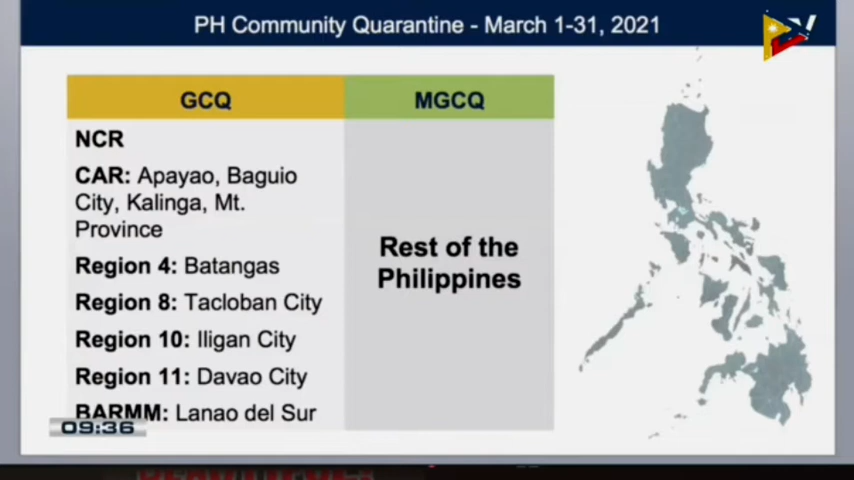 PH Community Quarantine - March 1-31, 2021
GCQ
MGCQ
NCR
CAR: Apayao, Baguio
City, Kalinga, Mt.
Province
Region 4: Batangas
Region 8: Tacloban City
Region 10: Iligan City
Region 11: Davao City
BARMM: Lanao del Sur
Rest of the
Philippines
09:36